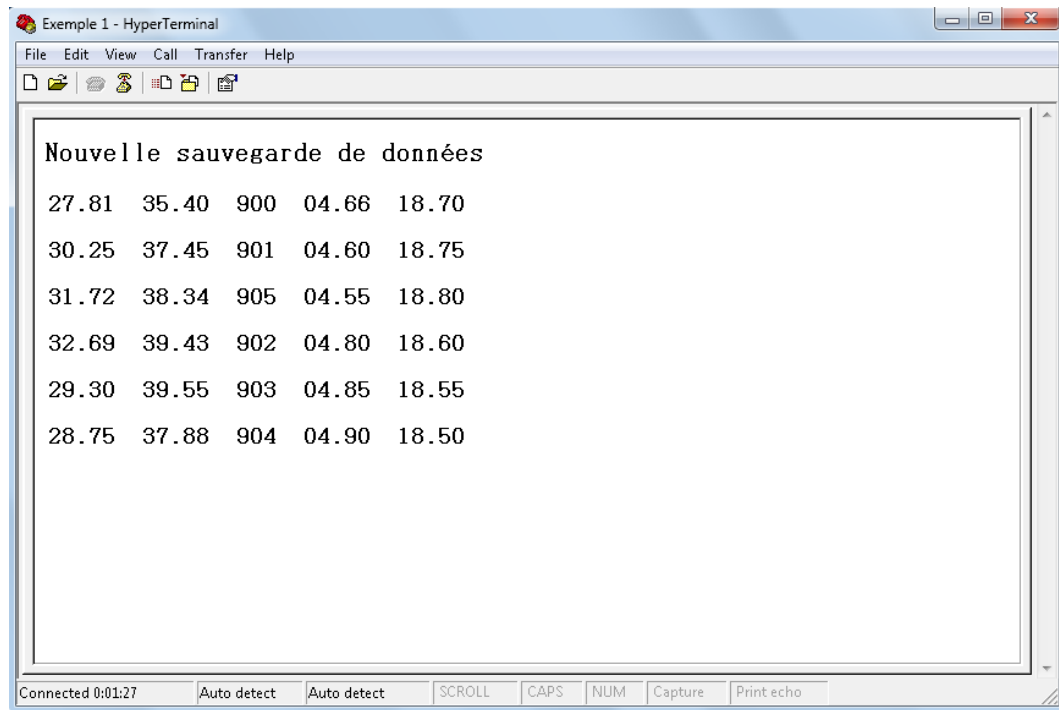 Exemple 1 - HyperTerminal
File Edit View Call Transfer Help
Nouvelle sauvegarde de données
27.81 35.40 900 04.66 18.70
30.25 37.45 901 04.60 18.75
31.72 38.34 905 04.55 18.80
32.69 39.43 902 04.80 18.60
29.30 39.55 903 04.85 18.55
28.75 37.88 904 04.90 18.50
Connected 0:01:27 Auto detect Auto detect SCROLL CAPS NUM Capture Print echo